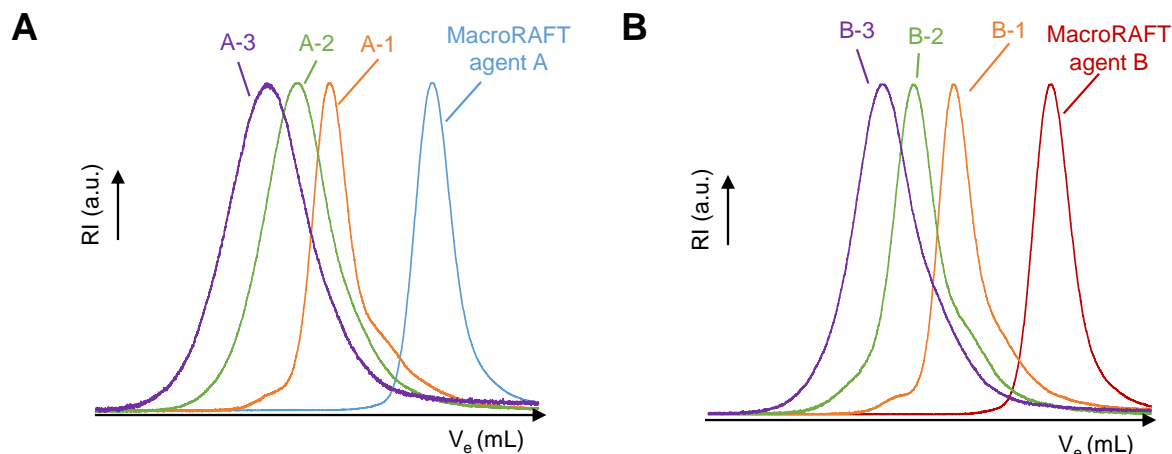 A
A-3
A-2
A-1
MacroRAFT
agent A
RI (a.u.)
Ve (mL)
B
B-3
B-2
B-1
MacroRAFT
agent B
RI (a.u.)
Ve (mL)